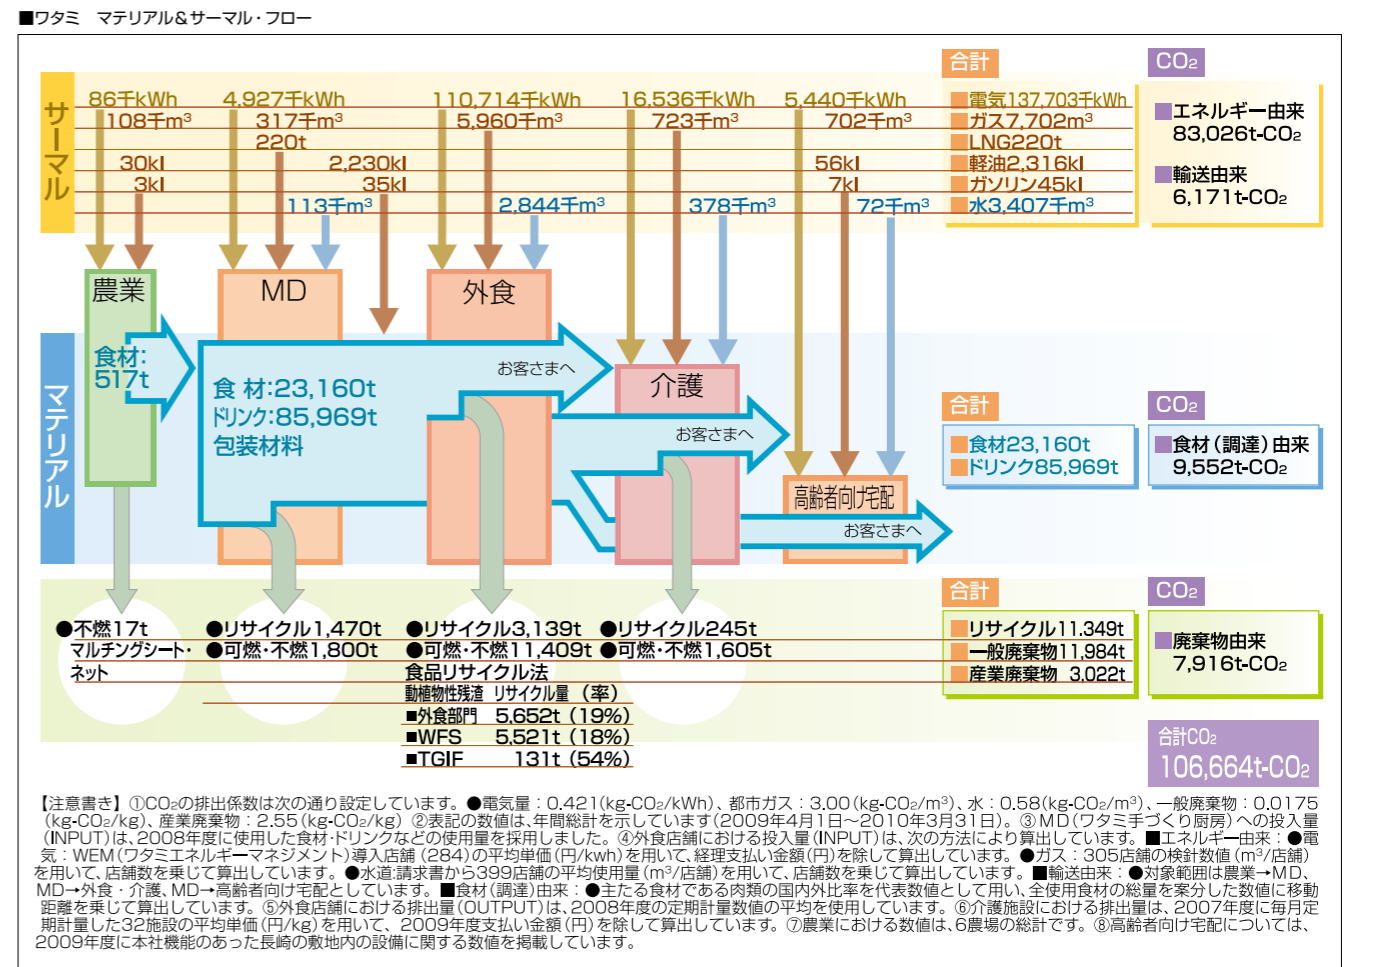 ■ワタミ　マテリアル＆サーマル・フロー
サーマル
86千kWh　4,927千kWh　110,714千kWh　16,536千kWh　5,440千kWh
108千m³　317千m³　5,960千m³　723千m³　702千m³
220t
30kl　2,230kl　56kl
3kl　35kl　7kl
113千m³　2,844千m³　378千m³　72千m³
合計
■電気137,703千kWh
■ガス7,702m³
■LNG220t
■軽油2,316kl
■ガソリン45kl
■水3,407千m³
CO₂
■エネルギー由来
83,026t-CO₂
■輸送由来
6,171t-CO₂
農業
MD
外食
介護
高齢者向け宅配
マテリアル
食材：
517t
食 材：23,160t
ドリンク：85,969t
包装材料
お客さまへ
お客さまへ
お客さまへ
合計
■食材23,160t
■ドリンク85,969t
CO₂
■食材（調達）由来
9,552t-CO₂
●不燃17t
マルチングシート・
ネット
●リサイクル1,470t
●可燃・不燃1,800t
●リサイクル3,139t
●可燃・不燃11,409t
食品リサイクル法
動植物性残渣 リサイクル量（率）
■外食部門 5,652t（19%）
■WFS 5,521t（18%）
■TGIF 131t（54%）
●リサイクル245t
●可燃・不燃1,605t
合計
■リサイクル11.349t
■一般廃棄物11,984t
■産業廃棄物 3,022t
CO₂
■廃棄物由来
7,916t-CO₂
合計CO₂
106,664t-CO₂
【注意書き】①CO₂の排出係数は次の通り設定しています。●電気量：0.421(kg-CO₂/kWh)、都市ガス：3.00(kg-CO₂/m³)、水：0.58(kg-CO₂/m³)、一般廃棄物：0.0175
(kg-CO₂/kg)、産業廃棄物：2.55(kg-CO₂/kg) ②表記の数値は、年間総計を示しています(2009年4月1日～2010年3月31日)。③MD(ワタミ手づくり厨房)への投入量
(INPUT)は、2008年度に使用した食材・ドリンクなどの使用量を採用しました。④外食店舗における投入量(INPUT)は、次の方法により算出しています。■エネルギー由来：●電
気：WEM(ワタミエネルギーマネジメント)導入店舗（284）の平均単価(円/kwh)を用いて、経理支払い金額(円)を除して算出しています。●ガス：305店舗の検針数値(m³/店舗)
を用いて、店舗数を乗じて算出しています。●水道：請求書から399店舗の平均使用量(m³/店舗)を用いて、店舗数を乗じて算出しています。■輸送由来：●対象範囲は農業→MD、
MD→外食・介護、MD→高齢者向け宅配としています。■食材(調達)由来：●主たる食材である肉類の国内外比率を代表数値として用い、全使用食材の総量を案分した数値に移動
距離を乗じて算出しています。⑤外食店舗における排出量(OUTPUT)は、2008年度の定期計量数値の平均を使用しています。⑥介護施設における排出量は、2007年度に毎月定
期計量した32施設の平均単価(円/kg)を用いて、2009年度支払い金額(円)を除して算出しています。⑦農業における数値は、6農場の総計です。⑧高齢者向け宅配については、
2009年度に本社機能のあった長崎の敷地内の設備に関する数値を掲載しています。